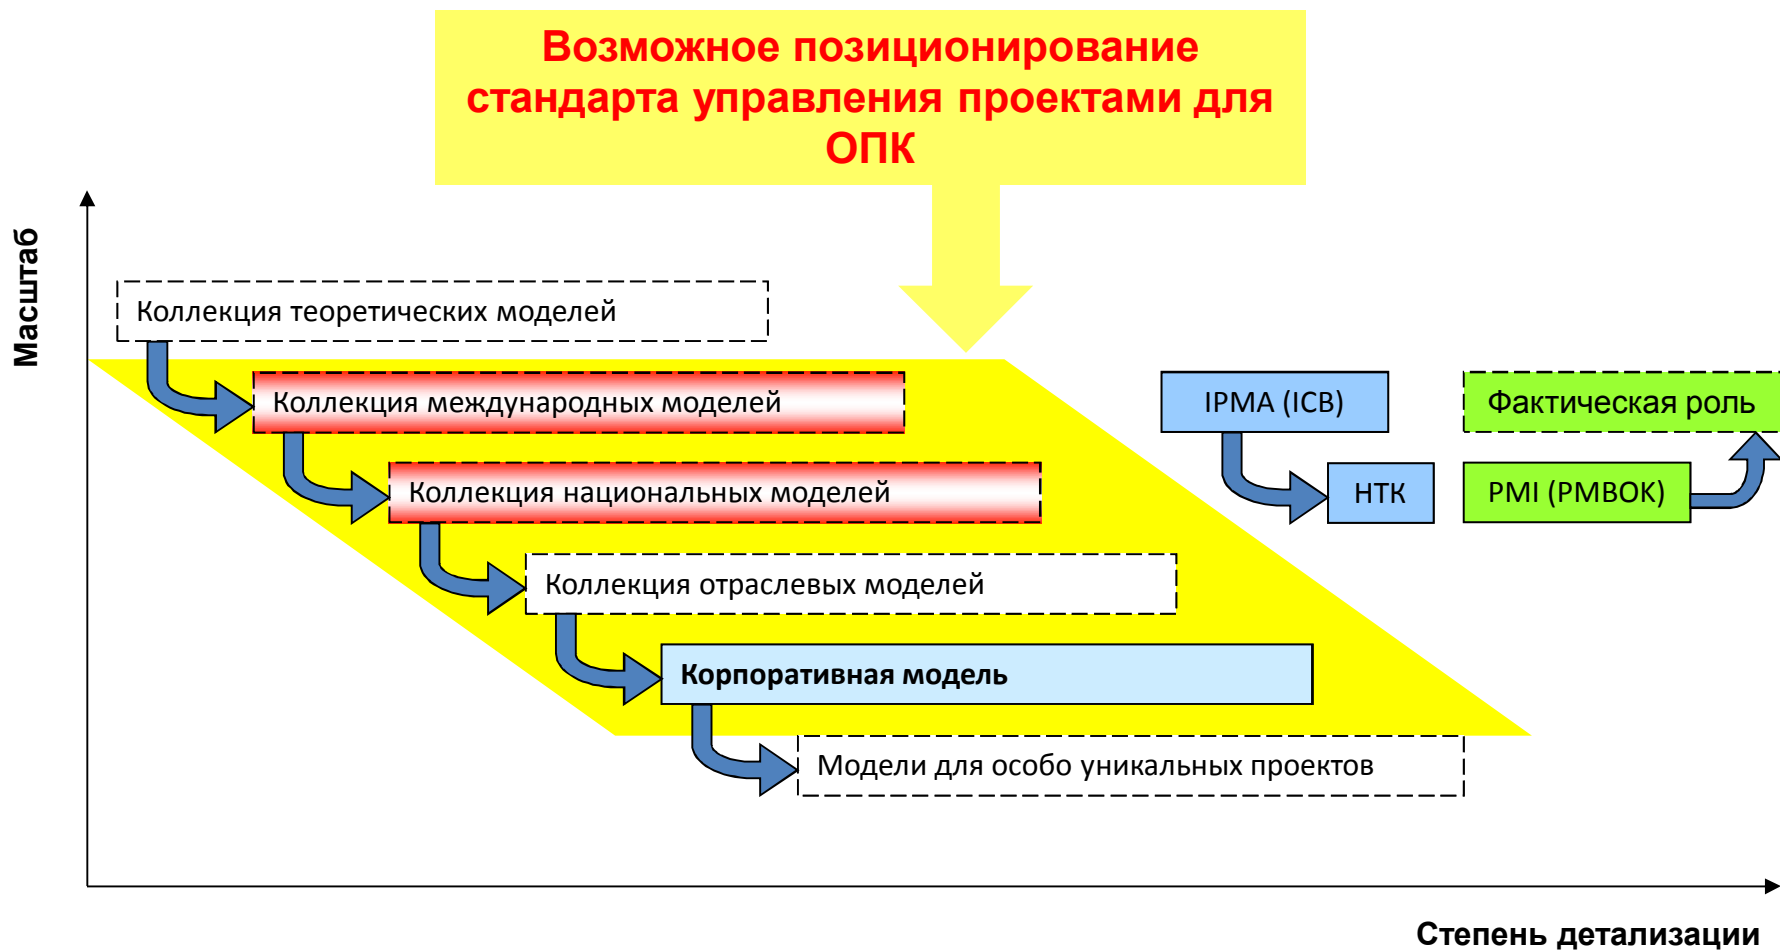 Возможное позиционирование
стандарта управления проектами для
ОПК
Масштаб
Коллекция теоретических моделей
Коллекция международных моделей
IPMA (ICB)
Фактическая роль
Коллекция национальных моделей
НТК
PMI (PMBOK)
Коллекция отраслевых моделей
Корпоративная модель
Модели для особо уникальных проектов
Степень детализации